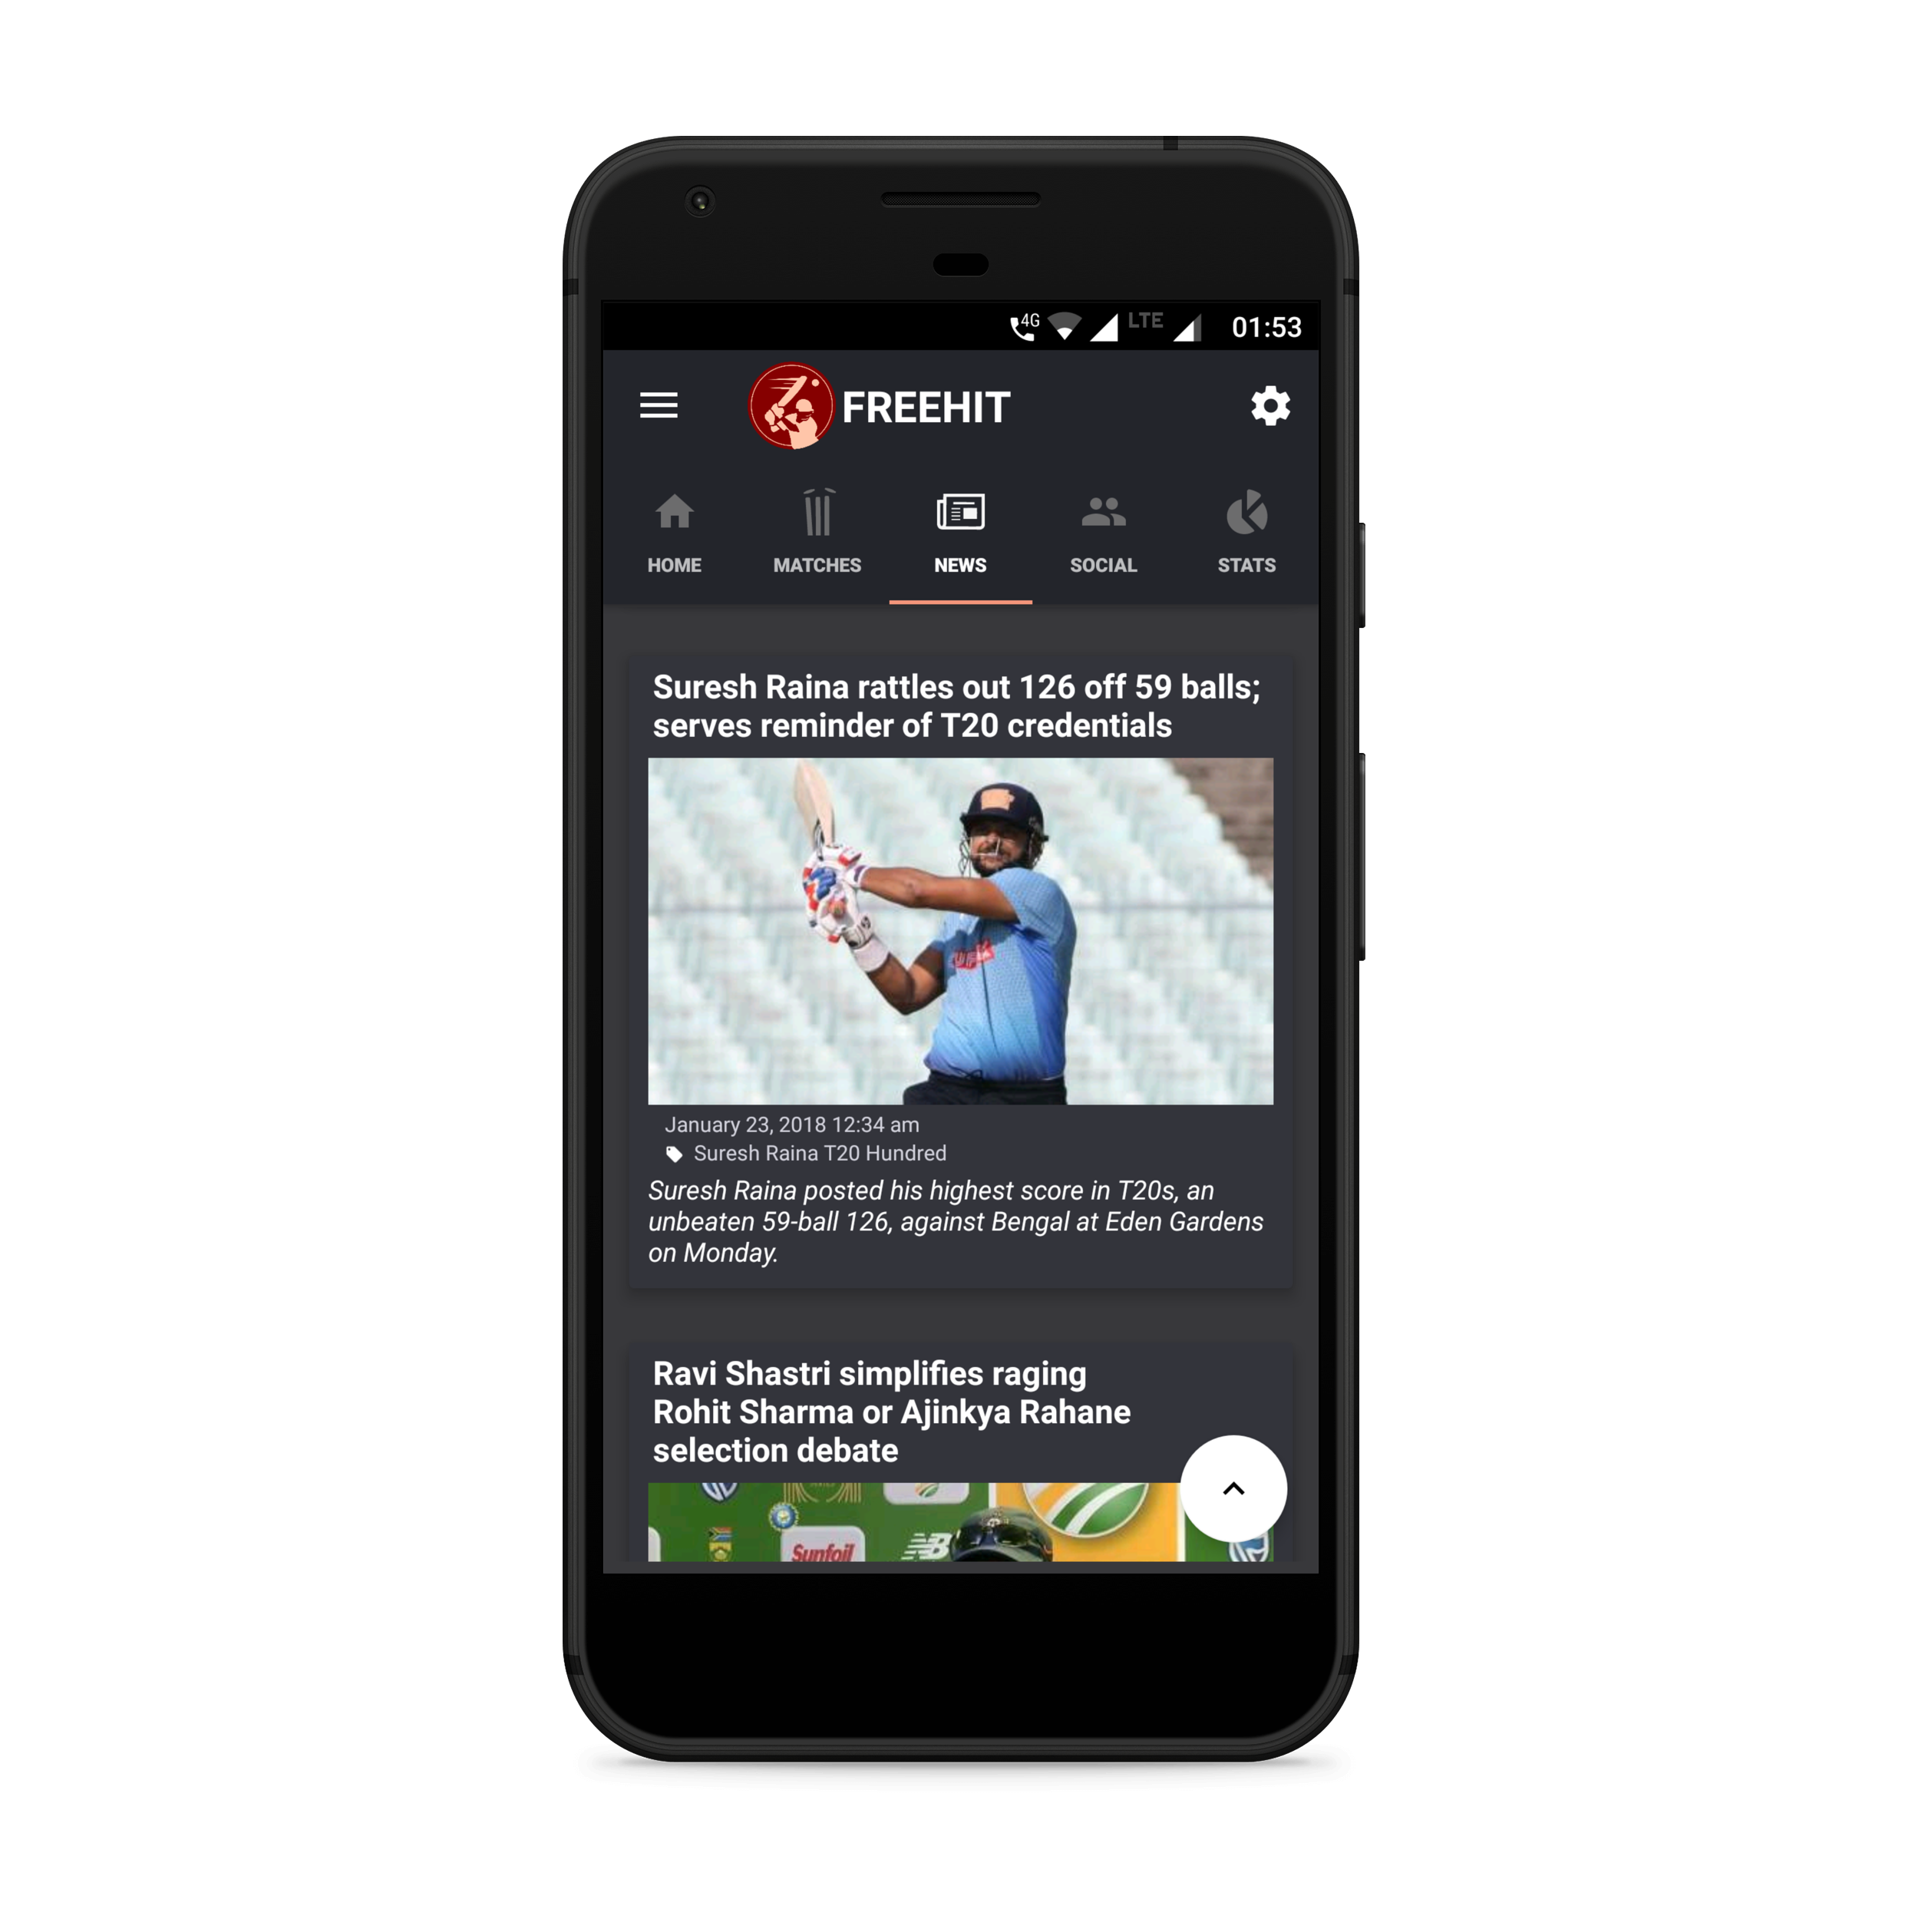 4G LTE 01:53
FREEHIT
HOME MATCHES NEWS SOCIAL STATS
Suresh Raina rattles out 126 off 59 balls;
serves reminder of T20 credentials
January 23, 2018 12:34 am
Suresh Raina T20 Hundred
Suresh Raina posted his highest score in T20s, an
unbeaten 59-ball 126, against Bengal at Eden Gardens
on Monday.
Ravi Shastri simplifies raging
Rohit Sharma or Ajinkya Rahane
selection debate
Sunfoil NB